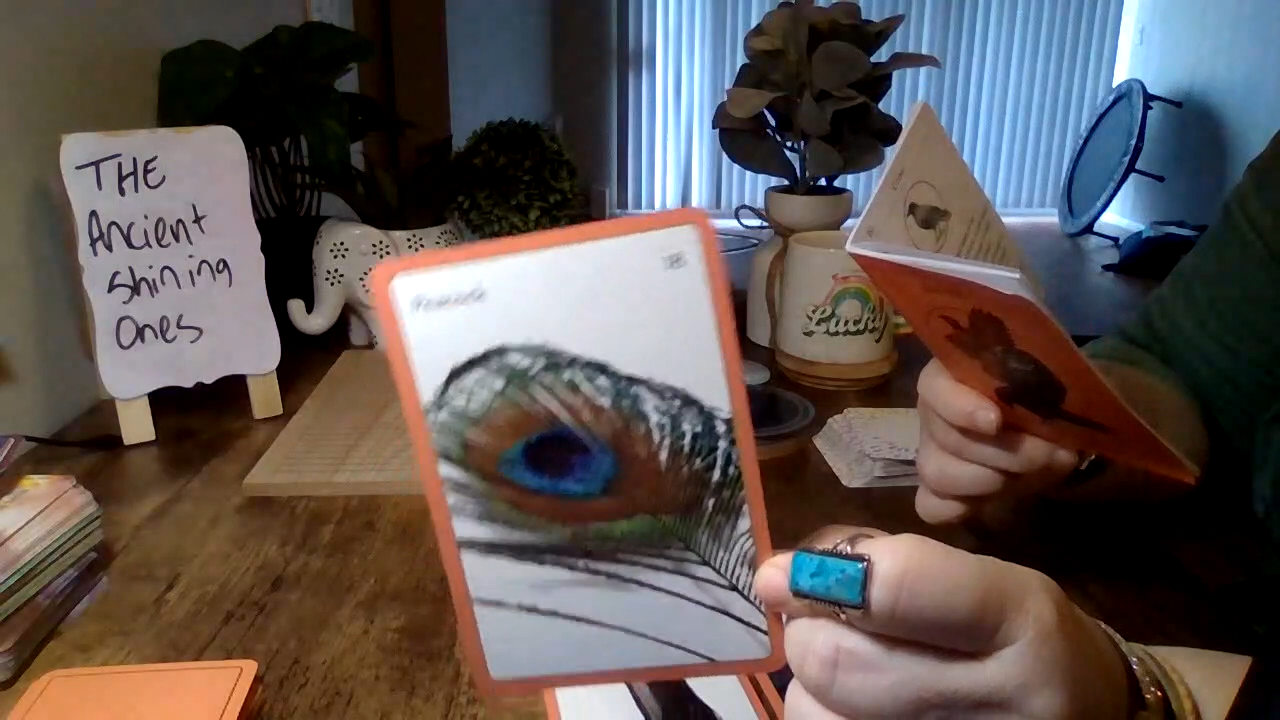 THE
Ancient
Shining
Ones
Peacock
Lucky